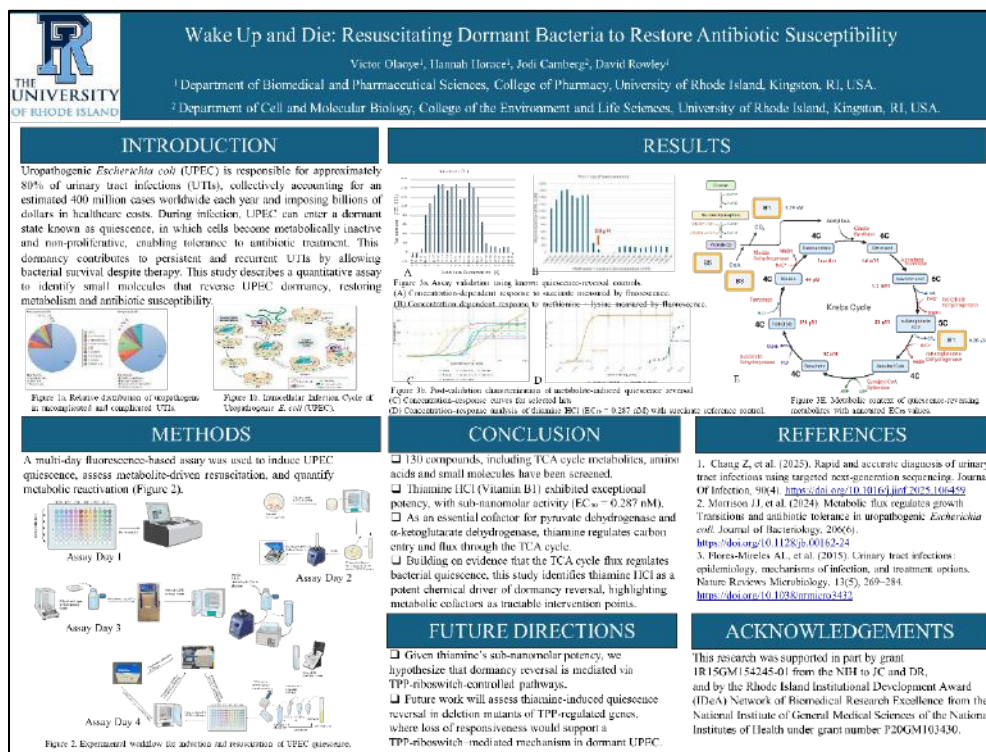 Wake Up and Die: Resuscitating Dormant Bacteria to Restore Antibiotic Susceptibility
Victor Olaoye¹, Hannah Horace¹, Jodi Camberg², David Rowley¹
¹ Department of Biomedical and Pharmaceutical Sciences, College of Pharmacy, University of Rhode Island, Kingston, RI, USA.
² Department of Cell and Molecular Biology, College of the Environment and Life Sciences, University of Rhode Island, Kingston, RI, USA.
THE
UNIVERSITY
OF RHODE ISLAND
INTRODUCTION
Uropathogenic Escherichia coli (UPEC) is responsible for approximately
80% of urinary tract infections (UTIs), collectively accounting for an
estimated 400 million cases worldwide each year and imposing billions of
dollars in healthcare costs. During infection, UPEC can enter a dormant
state known as quiescence, in which cells become metabolically inactive
and non-proliferative, enabling tolerance to antibiotic treatment. This
dormancy contributes to persistent and recurrent UTIs by allowing
bacterial survival despite therapy. This study describes a quantitative assay
to identify small molecules that reverse UPEC dormancy, restoring
metabolism and antibiotic susceptibility.
Figure 1a. Relative distribution of uropathogens
in uncomplicated and complicated UTIs.
Figure 1b. Intracellular Infection Cycle of
Uropathogenic E. coli (UPEC).
METHODS
A multi-day fluorescence-based assay was used to induce UPEC
quiescence, assess metabolite-driven resuscitation, and quantify
metabolic reactivation (Figure 2).
Assay Day 1
Assay Day 2
Assay Day 3
Assay Day 4
Figure 2. Experimental workflow for induction and resuscitation of UPEC quiescence.
RESULTS
A
B
Figure 3a. Assay validation using known quiescence-reversal controls.
(A) Concentration-dependent response to succinate measured by fluorescence.
(B) Concentration-dependent response to methionine – lysine measured by fluorescence.
C
D
Figure 3b. Post-validation characterization of metabolite-induced quiescence reversal
(C) Concentration–response curves for selected hits
(D) Concentration–response analysis of thiamine HCl (EC₅₀ = 0.287 nM) with succinate reference control.
B1
B5
B3
Acetyl CoA
CO₂
CoA
4C
6C
4C
5C
Krebs Cycle
4C
B1
4C
4C
E
Figure 3E. Metabolic context of quiescence-reversing
metabolites with annotated EC₅₀ values.
CONCLUSION
❑ 130 compounds, including TCA cycle metabolites, amino
acids and small molecules have been screened.
❑ Thiamine HCl (Vitamin B1) exhibited exceptional
potency, with sub-nanomolar activity (EC₅₀ = 0.287 nM).
❑ As an essential cofactor for pyruvate dehydrogenase and
α-ketoglutarate dehydrogenase, thiamine regulates carbon
entry and flux through the TCA cycle.
❑ Building on evidence that the TCA cycle flux regulates
bacterial quiescence, this study identifies thiamine HCl as a
potent chemical driver of dormancy reversal, highlighting
metabolic cofactors as tractable intervention points.
FUTURE DIRECTIONS
❑ Given thiamine's sub-nanomolar potency, we
hypothesize that dormancy reversal is mediated via
TPP-riboswitch-controlled pathways.
❑ Future work will assess thiamine-induced quiescence
reversal in deletion mutants of TPP-regulated genes,
where loss of responsiveness would support a
TPP-riboswitch–mediated mechanism in dormant UPEC.
REFERENCES
1. Chang Z, et al. (2025). Rapid and accurate diagnosis of urinary
tract infections using targeted next-generation sequencing. Journal
Of Infection, 90(4). https://doi.org/10.1016/j.jinf.2025.106459
2. Morrison JJ, et al. (2024). Metabolic flux regulates growth
Transitions and antibiotic tolerance in uropathogenic Escherichia
coli. Journal of Bacteriology, 206(6).
https://doi.org/10.1128/jb.00162-24
3. Flores-Mireles AL, et al. (2015). Urinary tract infections:
epidemiology, mechanisms of infection, and treatment options.
Nature Reviews Microbiology, 13(5), 269–284.
https://doi.org/10.1038/nrmicro3432
ACKNOWLEDGEMENTS
This research was supported in part by grant
1R15GM154245-01 from the NIH to JC and DR,
and by the Rhode Island Institutional Development Award
(IDeA) Network of Biomedical Research Excellence from the
National Institute of General Medical Sciences of the National
Institutes of Health under grant number P20GM103430.